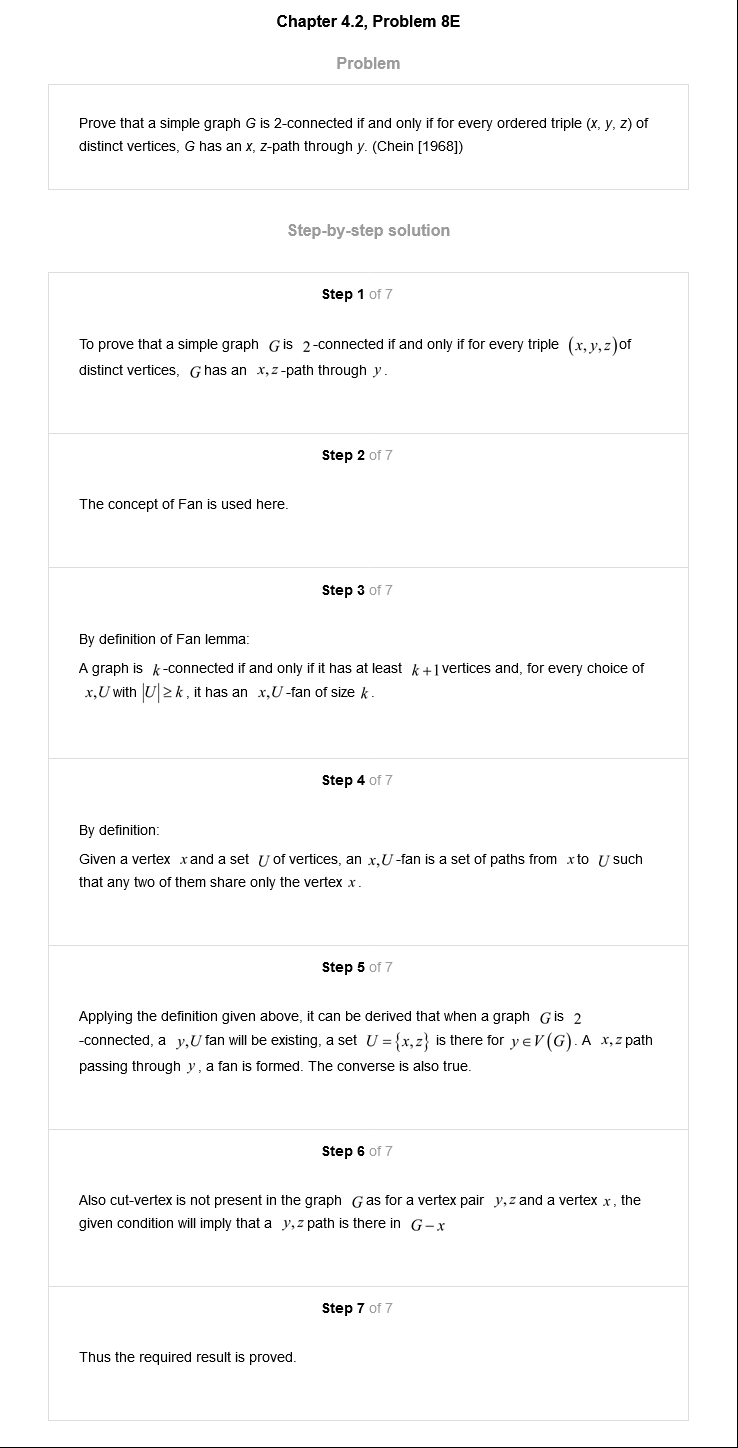 Chapter 4.2, Problem 8E
Problem
Prove that a simple graph G is 2-connected if and only if for every ordered triple (x, y, z) of
distinct vertices, G has an x, z-path through y. (Chein [1968])
Step-by-step solution
Step 1 of 7
To prove that a simple graph G is 2-connected if and only if for every triple (x, y, z) of
distinct vertices, G has an x, z-path through y.
Step 2 of 7
The concept of Fan is used here.
Step 3 of 7
By definition of Fan lemma:
A graph is k-connected if and only if it has at least k+1 vertices and, for every choice of
x,U with |U| ≥ k, it has an x,U-fan of size k.
Step 4 of 7
By definition:
Given a vertex x and a set U of vertices, an x,U-fan is a set of paths from x to U such
that any two of them share only the vertex x.
Step 5 of 7
Applying the definition given above, it can be derived that when a graph G is 2
-connected, a y,U fan will be existing, a set U = {x,z} is there for y ∈ V(G). A x,z path
passing through y, a fan is formed. The converse is also true.
Step 6 of 7
Also cut-vertex is not present in the graph G as for a vertex pair y,z and a vertex x, the
given condition will imply that a y,z path is there in G−x
Step 7 of 7
Thus the required result is proved.